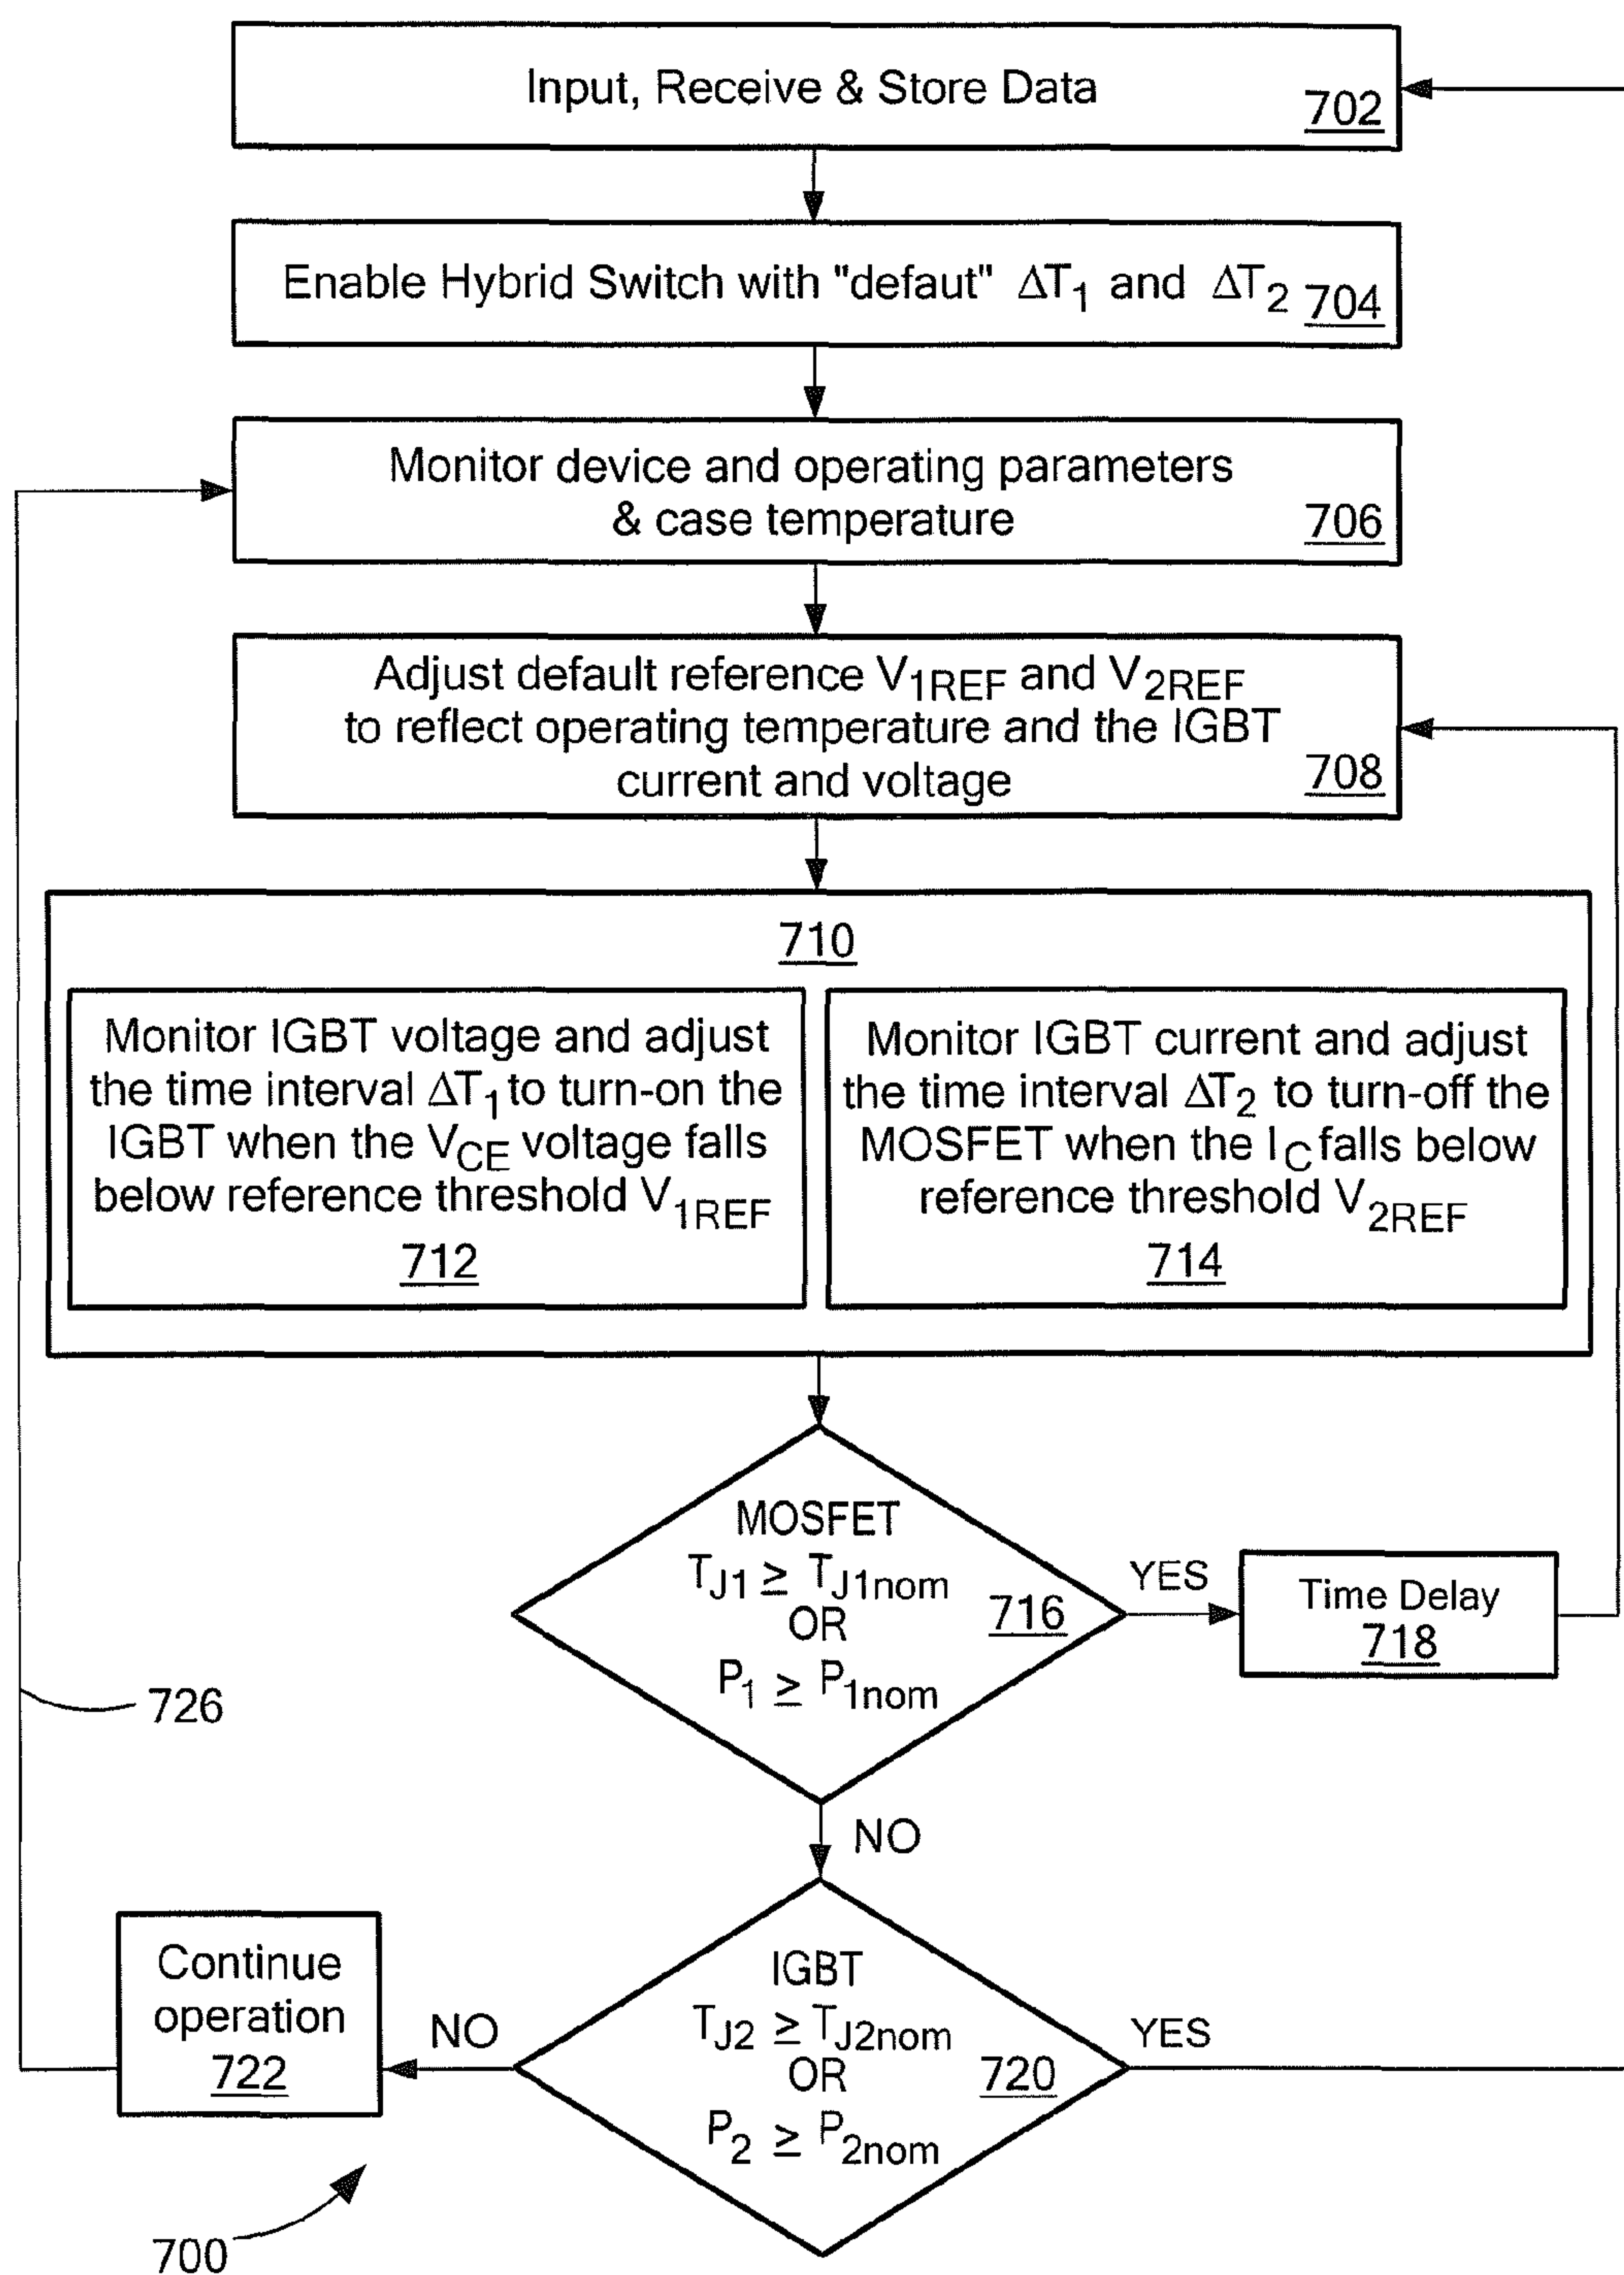 Input, Receive & Store Data
702
Enable Hybrid Switch with "defaut" ΔT1 and ΔT2
704
Monitor device and operating parameters
& case temperature
706
Adjust default reference V1REF and V2REF
to reflect operating temperature and the IGBT
current and voltage
708
710
Monitor IGBT voltage and adjust
the time interval ΔT1 to turn-on the
IGBT when the VCE voltage falls
below reference threshold V1REF
712
Monitor IGBT current and adjust
the time interval ΔT2 to turn-off the
MOSFET when the IC falls below
reference threshold V2REF
714
MOSFET
TJ1 ≥ TJ1nom
OR
P1 ≥ P1nom
716
YES
Time Delay
718
726
NO
IGBT
TJ2 ≥ TJ2nom
OR
P2 ≥ P2nom
720
YES
NO
Continue
operation
722
700